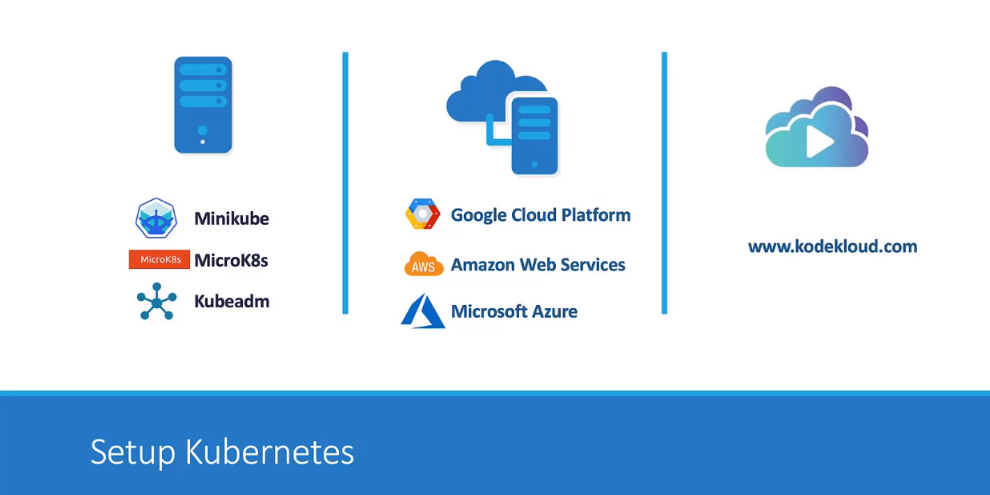 Minikube
MicroK8s
MicroK8s
Kubeadm
Google Cloud Platform
AWS
Amazon Web Services
Microsoft Azure
www.kodekloud.com
Setup Kubernetes